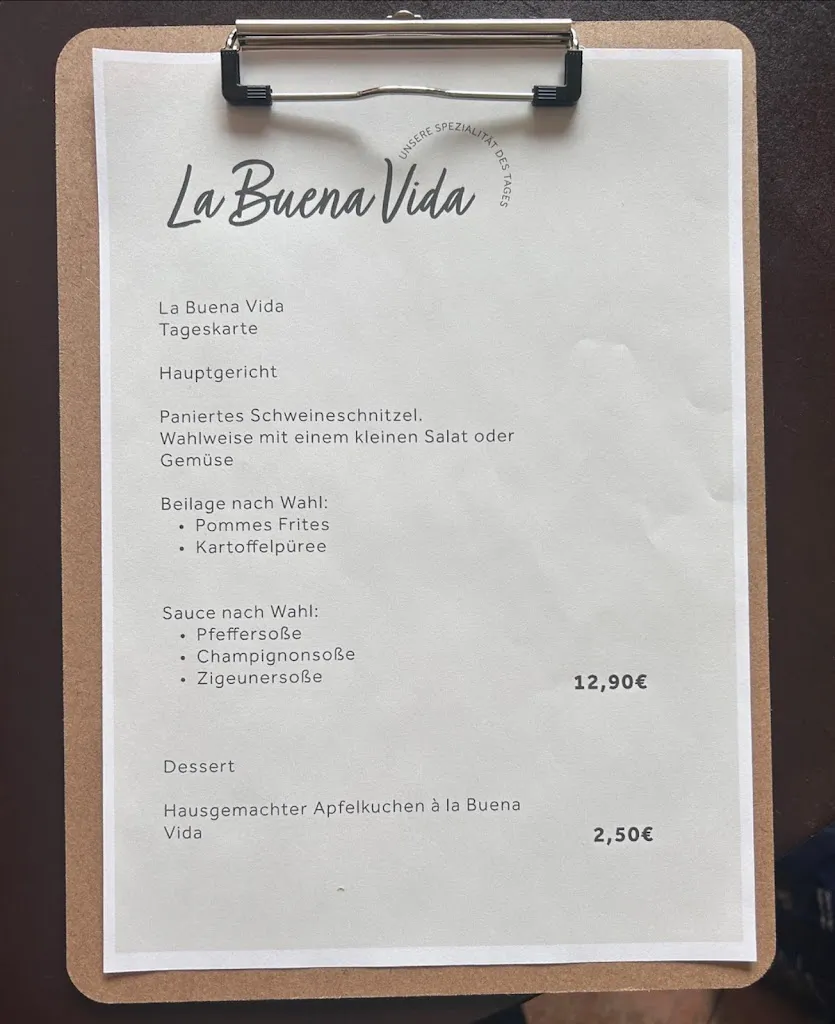 UNSERE SPEZIALITÄT DES TAGES
La Buena Vida
La Buena Vida
Tageskarte
Hauptgericht
Paniertes Schweineschnitzel.
Wahlweise mit einem kleinen Salat oder
Gemüse
Beilage nach Wahl:
• Pommes Frites
• Kartoffelpüree
Sauce nach Wahl:
• Pfeffersoße
• Champignonsoße
• Zigeunersoße 12,90€
Dessert
Hausgemachter Apfelkuchen à la Buena
Vida 2,50€